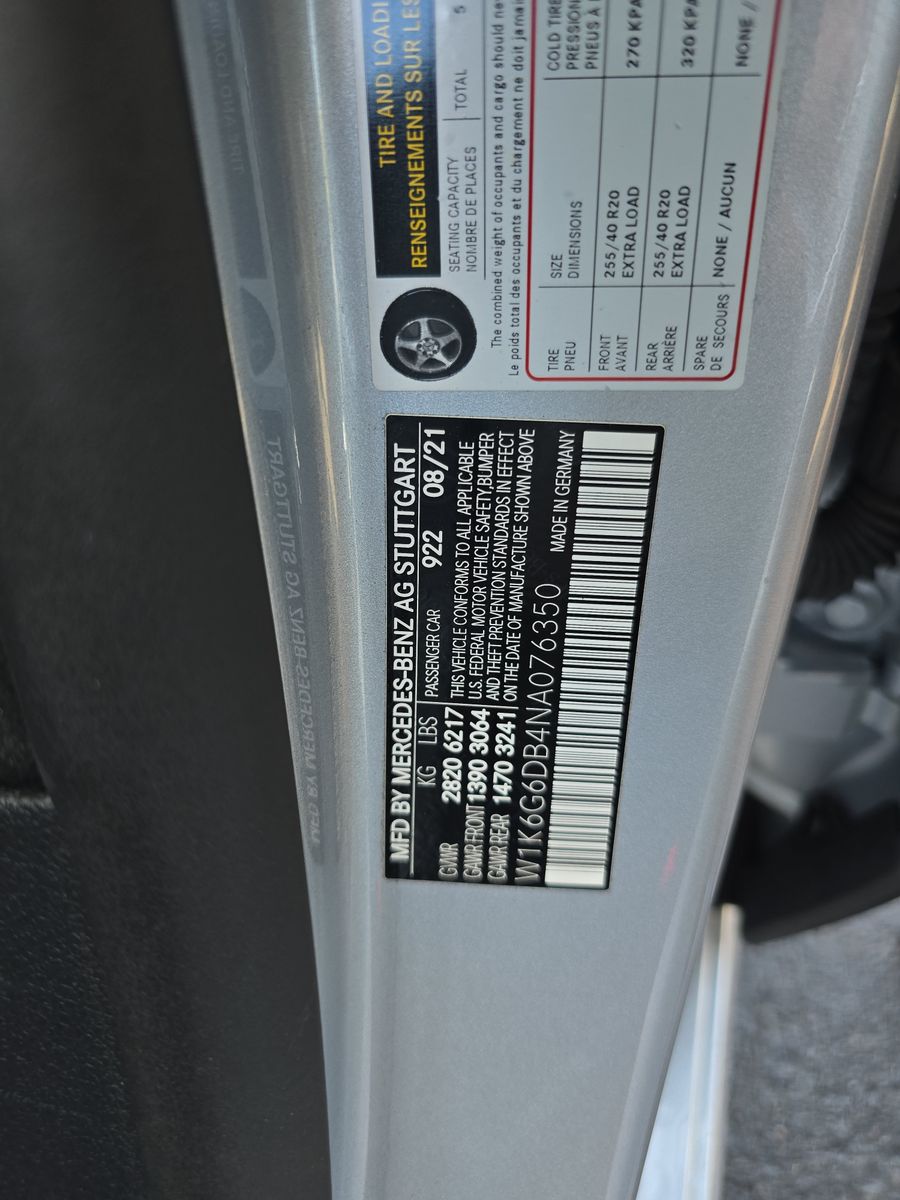 MFD BY MERCEDES-BENZ AG STUTTGART
KG LBS PASSENGER CAR 922 08/21
GVWR 2820 6217 THIS VEHICLE CONFORMS TO ALL APPLICABLE
GAWR FRONT 1390 3064 U.S. FEDERAL MOTOR VEHICLE SAFETY, BUMPER
GAWR REAR 1470 3241 AND THEFT PREVENTION STANDARDS IN EFFECT
ON THE DATE OF MANUFACTURE SHOWN ABOVE
W1K6G6DB4NA076350 MADE IN GERMANY
TIRE AND LOADI
RENSEIGNEMENTS SUR LES
SEATING CAPACITY
NOMBRE DE PLACES
TOTAL 5
The combined weight of occupants and cargo should
Le poids total des occupants et du chargement ne doit
TIRE
PNEU
SIZE
DIMENSIONS
COLD TIRE
PRESSION
PNEUS À
FRONT
AVANT
255/40 R20
EXTRA LOAD
270 KPA
REAR
ARRIÈRE
255/40 R20
EXTRA LOAD
320 KPA
SPARE
DE SECOURS
NONE / AUCUN
NONE /